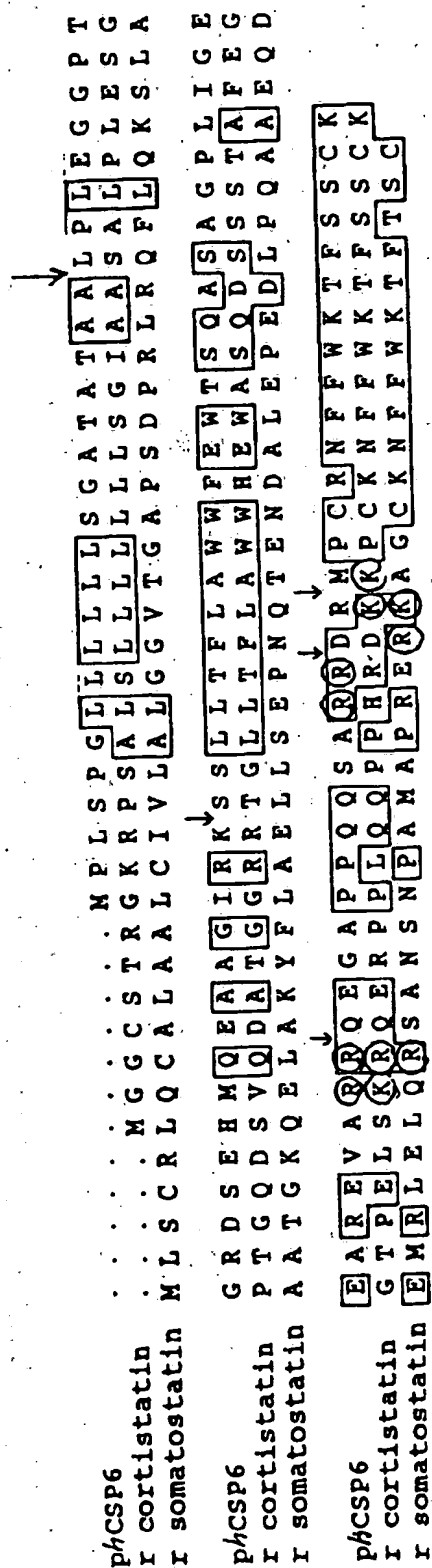 phCSP6 . . . . . . . . . . . . M P L S P G L L L L L L S G A T A T A A L P L E G G P T
r cortistatin . . . . . M G G C S T R G K R P S A L S L L L L L L L S G I A A S A L P L E S G
r somatostatin M L S C R L Q C A L A A L C I V L A L G G V T G A P S D P R L R Q F L Q K S L A
phCSP6 G R D S E H M Q E A A G I R K S S L L T F L A W W F E W T S Q A S A G P L I G E
r cortistatin P T G Q D S V Q D A T G G R R T G L L T F L A W W H E W A S Q D S S S T A F E G
r somatostatin A A T G K Q E L A K Y F L A E L L S E P N Q T E N D A L E P E D L P Q A A E Q D
phCSP6 E A R E V A R R Q E G A P P Q Q S A R R D R M P C R N F F W K T F S S C K
r cortistatin G T P E L S K R Q E R P P L Q Q P P H R D K K P C K N F F W K T F S S C K
r somatostatin E M R L E L Q R S A N S N P A M A P R E R K A G C K N F F W K T F T S C